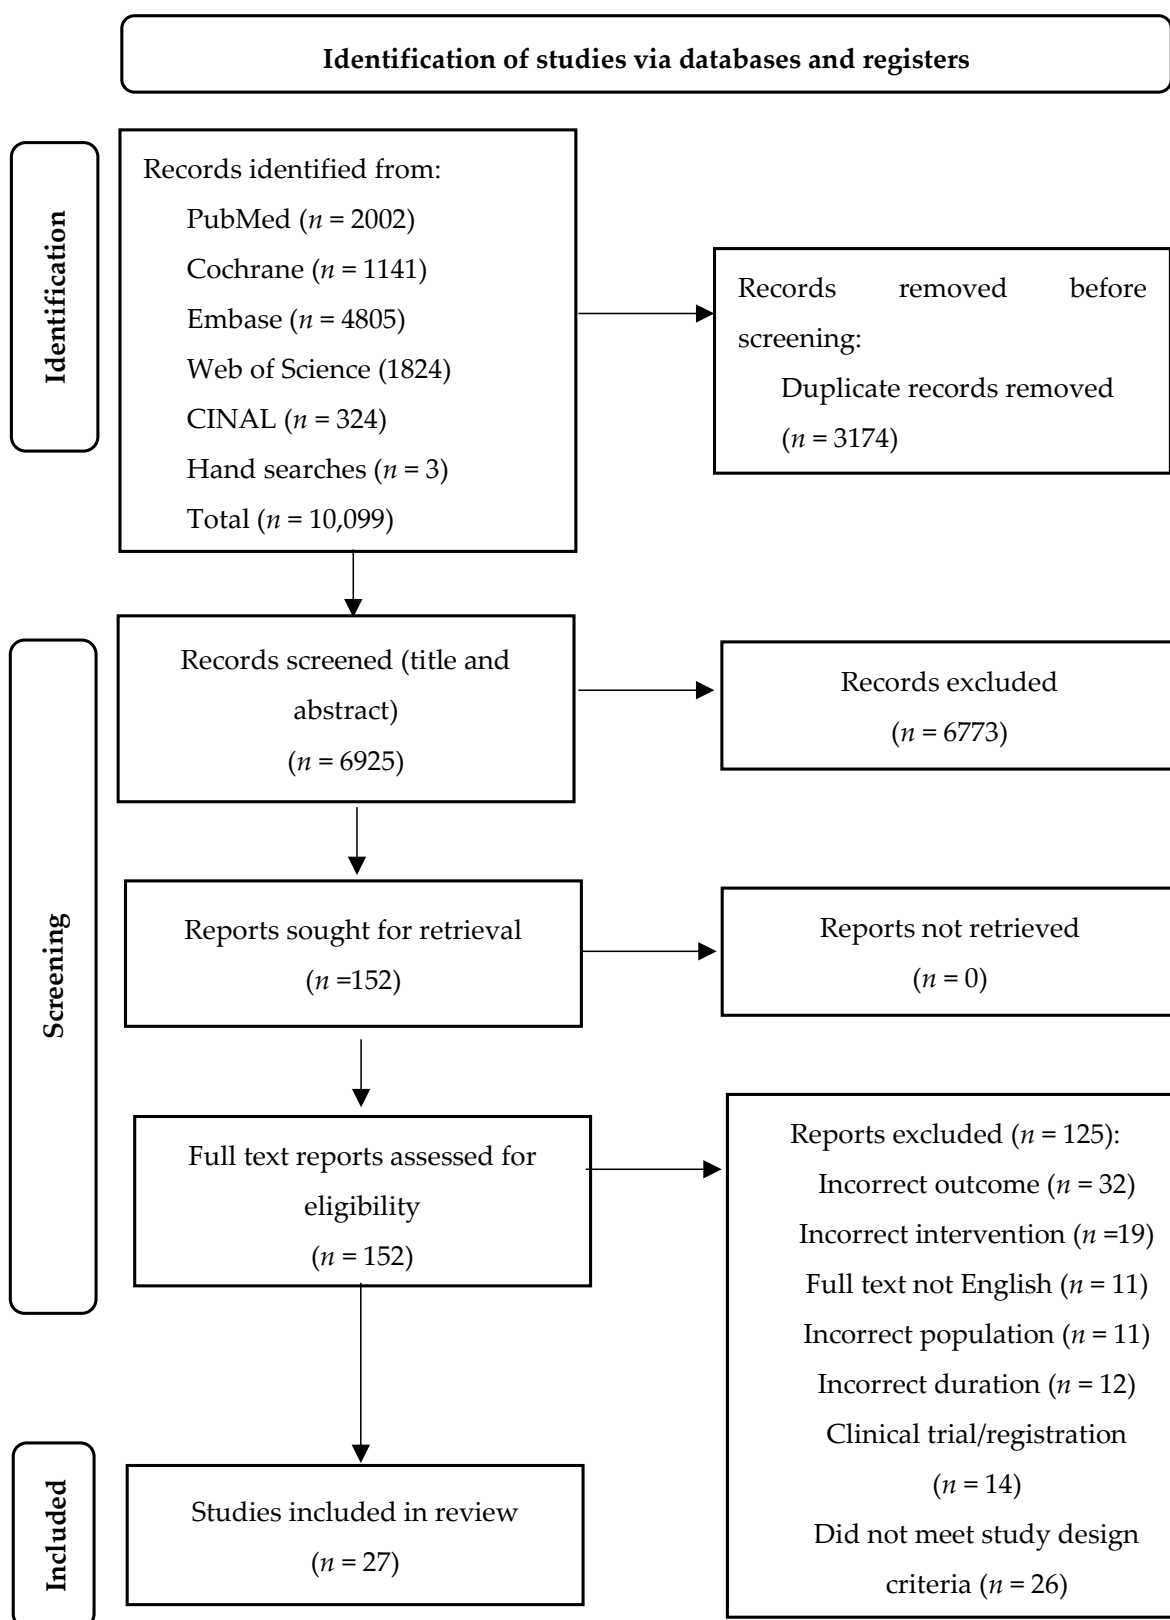 Identification of studies via databases and registers
Identification
Records identified from:
PubMed (n = 2002)
Cochrane (n = 1141)
Embase (n = 4805)
Web of Science (1824)
CINAL (n = 324)
Hand searches (n = 3)
Total (n = 10,099)
Records removed before
screening:
Duplicate records removed
(n = 3174)
Screening
Records screened (title and
abstract)
(n = 6925)
Records excluded
(n = 6773)
Reports sought for retrieval
(n =152)
Reports not retrieved
(n = 0)
Full text reports assessed for
eligibility
(n = 152)
Reports excluded (n = 125):
Incorrect outcome (n = 32)
Incorrect intervention (n =19)
Full text not English (n = 11)
Incorrect population (n = 11)
Incorrect duration (n = 12)
Clinical trial/registration
(n = 14)
Did not meet study design
criteria (n = 26)
Included
Studies included in review
(n = 27)